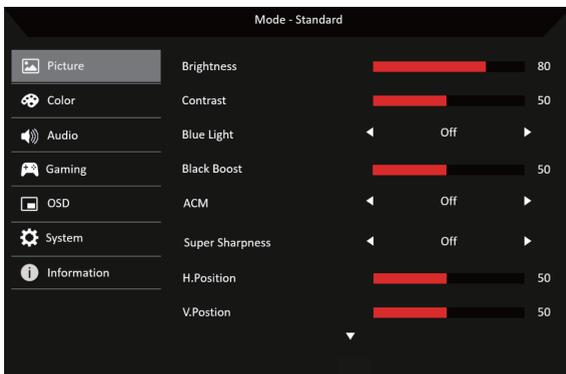 Mode - Standard
Picture
Color
Audio
Gaming
OSD
System
Information
Brightness 80
Contrast 50
Blue Light Off
Black Boost 50
ACM Off
Super Sharpness Off
H.Position 50
V.Postion 50